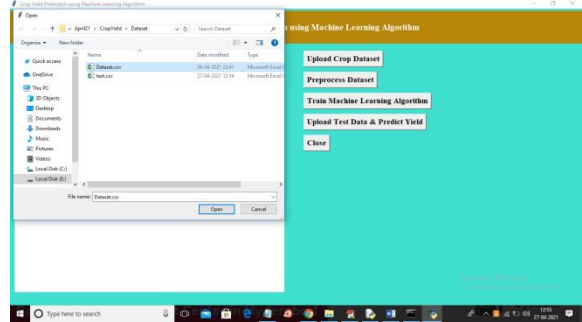 Crop Yield Prediction using Machine Learning Algorithm
Open
April21 > CropYield > Dataset
Search Dataset
n using Machine Learning Algorithm
Organize
New folder
Name
Date modified
Type
Quick access
OneDrive
This PC
3D Objects
Desktop
Documents
Downloads
Music
Pictures
Videos
Local Disk (C:)
Local Disk (E:)
Dataset.csv
26-04-2021 22:41
Microsoft Excel
test.csv
27-04-2021 12:14
Microsoft Excel
Upload Crop Dataset
Preprocess Dataset
Train Machine Learning Algorithm
Upload Test Data & Predict Yield
Close
File name:
Dataset.csv
Open
Cancel
Type here to search
12:55
27-04-2021